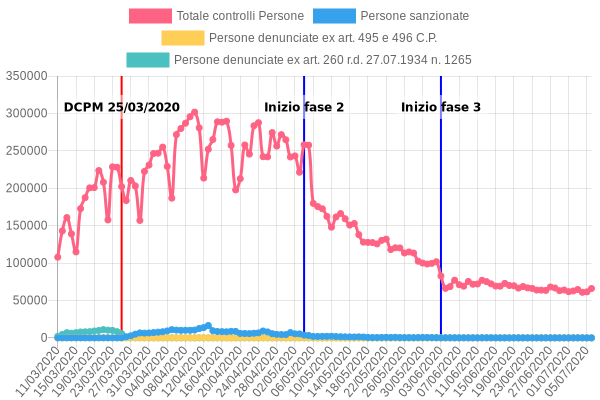 Totale controlli Persone Persone sanzionate
Persone denunciate ex art. 495 e 496 C.P.
Persone denunciate ex art. 260 r.d. 27.07.1934 n. 1265
350000
DCPM 25/03/2020 Inizio fase 2 Inizio fase 3
300000
250000
200000
150000
100000
50000
0
11/03/2020 15/03/2020 19/03/2020 23/03/2020 27/03/2020 31/03/2020 04/04/2020 08/04/2020 12/04/2020 16/04/2020 20/04/2020 24/04/2020 28/04/2020 02/05/2020 06/05/2020 10/05/2020 14/05/2020 18/05/2020 22/05/2020 26/05/2020 30/05/2020 03/06/2020 07/06/2020 11/06/2020 15/06/2020 19/06/2020 23/06/2020 27/06/2020 01/07/2020 05/07/2020